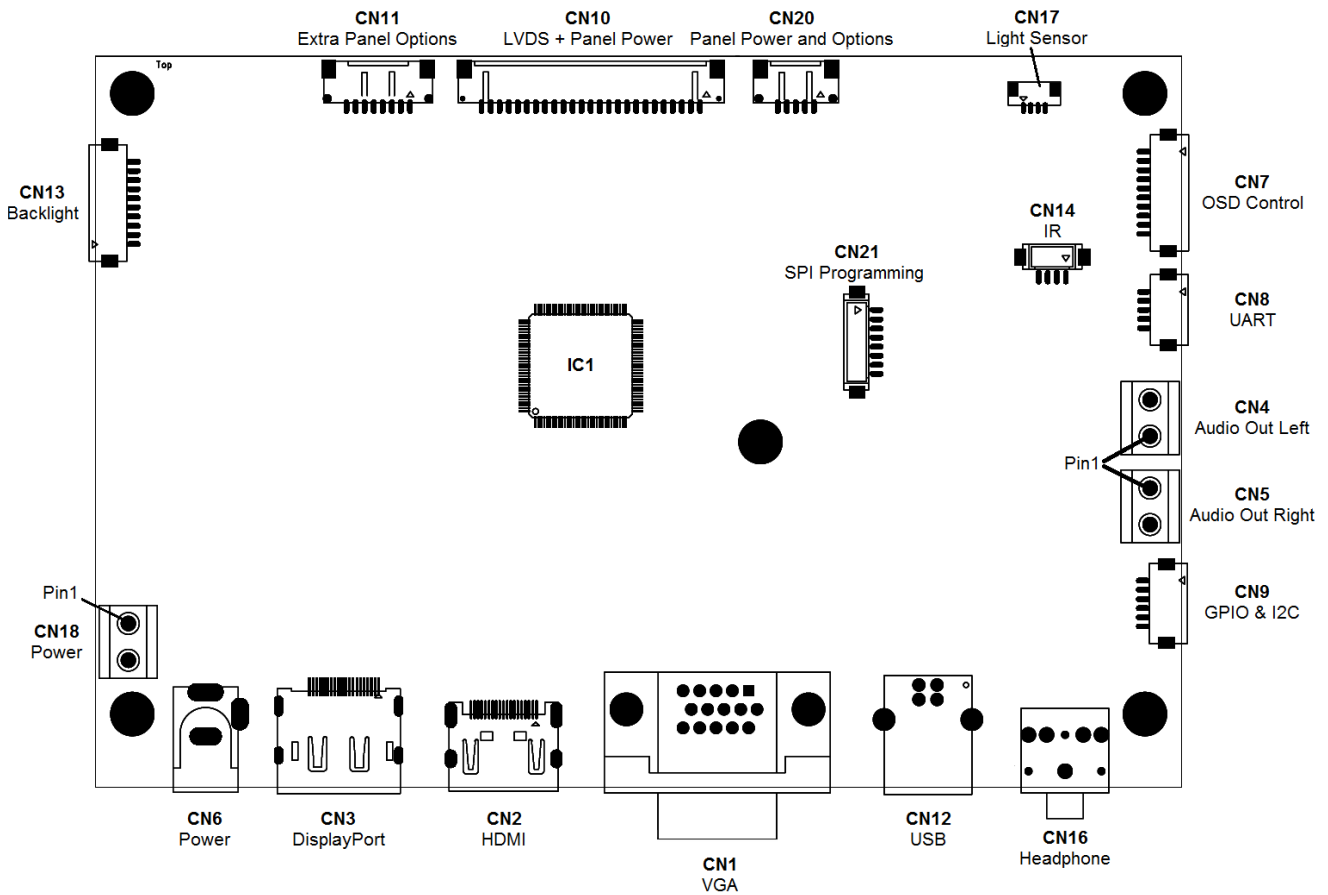 CN11
Extra Panel Options
CN10
LVDS + Panel Power
CN20
Panel Power and Options
CN17
Light Sensor
Top
CN13
Backlight
CN7
OSD Control
CN14
IR
CN21
SPI Programming
CN8
UART
IC1
CN4
Audio Out Left
Pin1
CN5
Audio Out Right
Pin1
CN18
Power
CN9
GPIO & I2C
CN6
Power
CN3
DisplayPort
CN2
HDMI
CN1
VGA
CN12
USB
CN16
Headphone